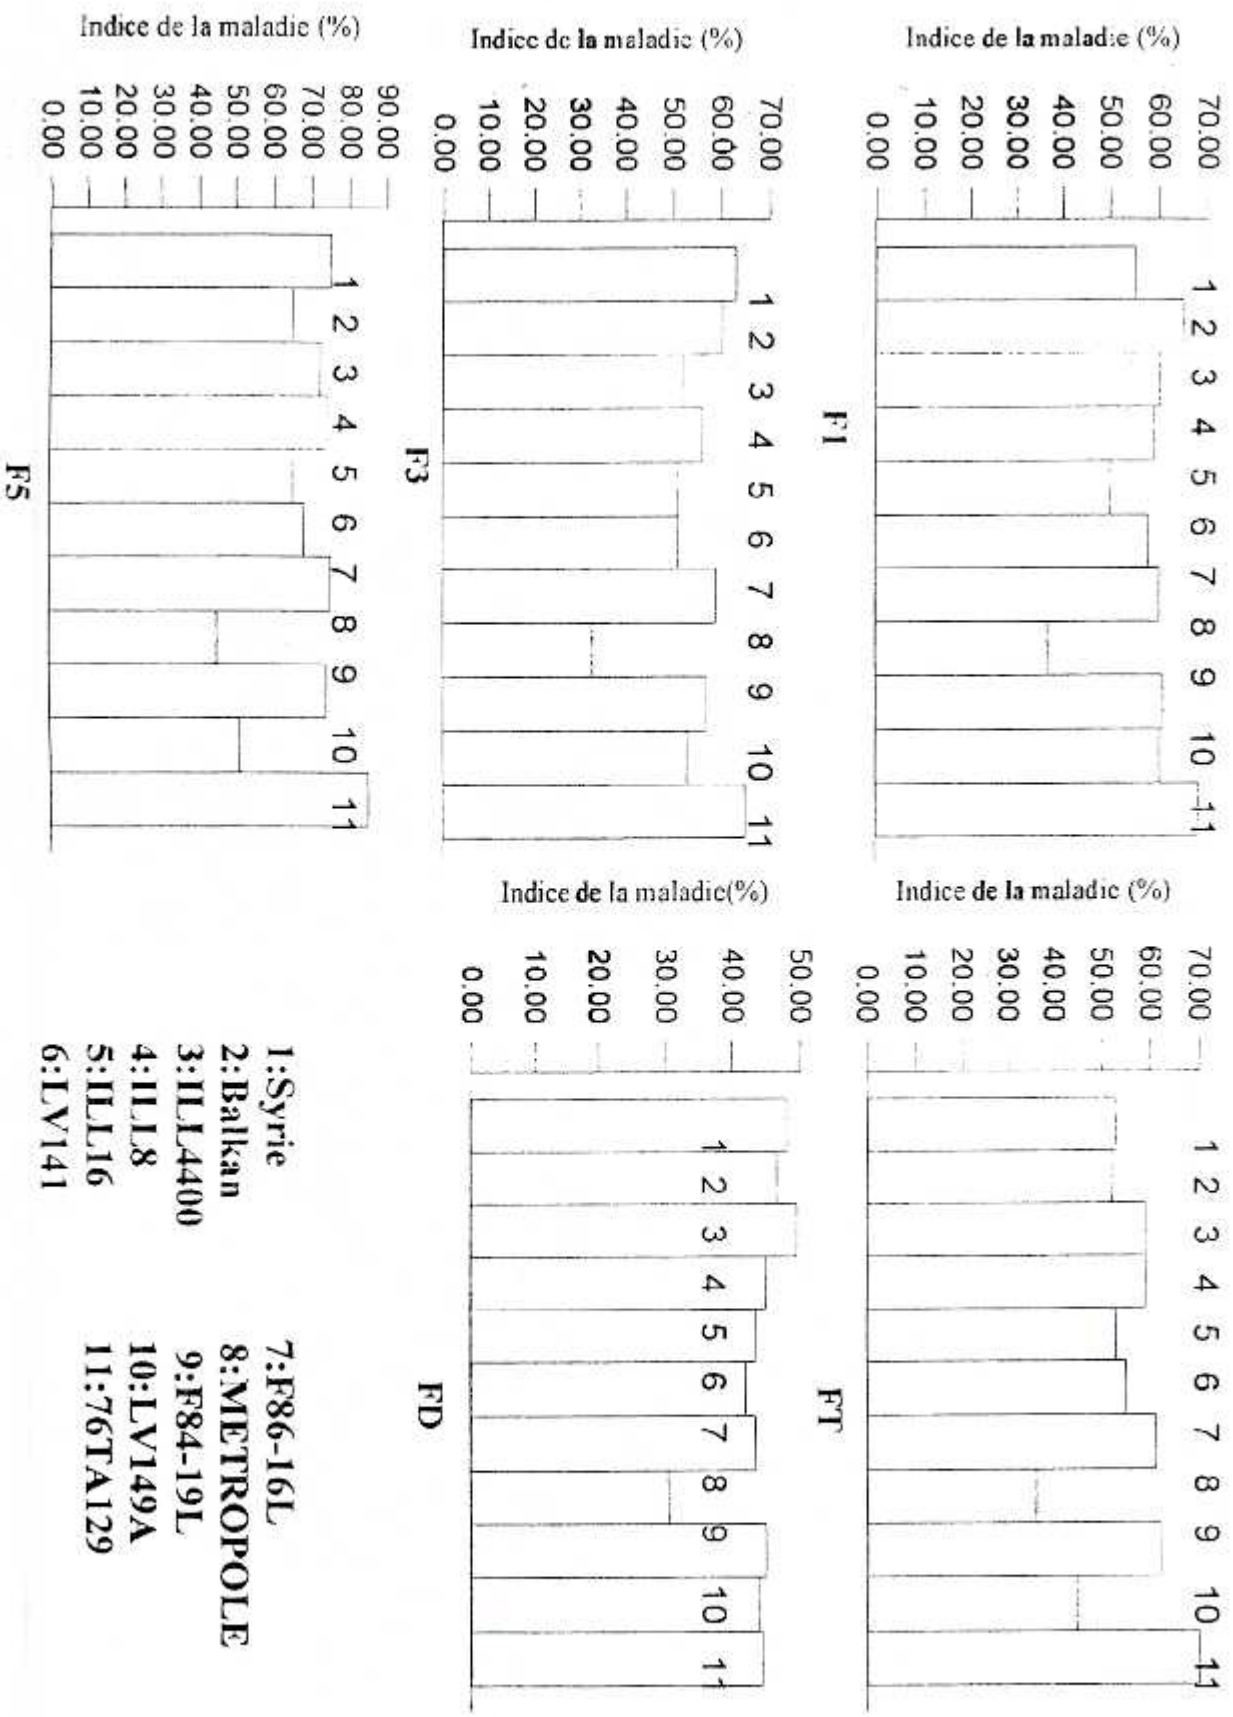 Indice de la maladie (%)
70.00
60.00
50.00
40.00
30.00
20.00
10.00
0.00
1 2 3 4 5 6 7 8 9 10 11
F1
Indice de la maladie (%)
70.00
60.00
50.00
40.00
30.00
20.00
10.00
0.00
1 2 3 4 5 6 7 8 9 10 11
FT
Indice de la maladie (%)
70.00
60.00
50.00
40.00
30.00
20.00
10.00
0.00
1 2 3 4 5 6 7 8 9 10 11
F3
Indice de la maladie(%)
50.00
40.00
30.00
20.00
10.00
0.00
1 2 3 4 5 6 7 8 9 10 11
FD
Indice de la maladie (%)
90.00
80.00
70.00
60.00
50.00
40.00
30.00
20.00
10.00
0.00
1 2 3 4 5 6 7 8 9 10 11
F5
1:Syrie
2:Balkan
3:ILL4400
4:ILL8
5:ILL16
6:LV141
7:F86-16L
8:METROPOLE
9:F84-19L
10:LV149A
11:76TA129